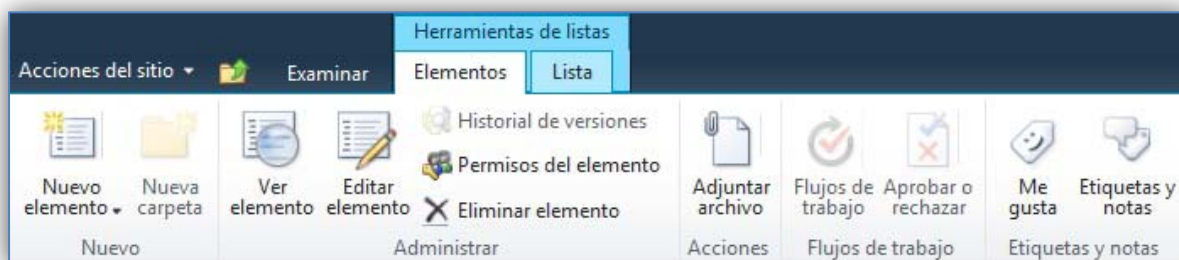 Herramientas de listas
Acciones del sitio Examinar Elementos Lista
Nuevo elemento
Nueva carpeta
Ver elemento
Editar elemento
Historial de versiones
Permisos del elemento
Eliminar elemento
Adjuntar archivo
Flujos de trabajo
Aprobar o rechazar
Me gusta
Etiquetas y notas
Nuevo Administrar Acciones Flujos de trabajo Etiquetas y notas